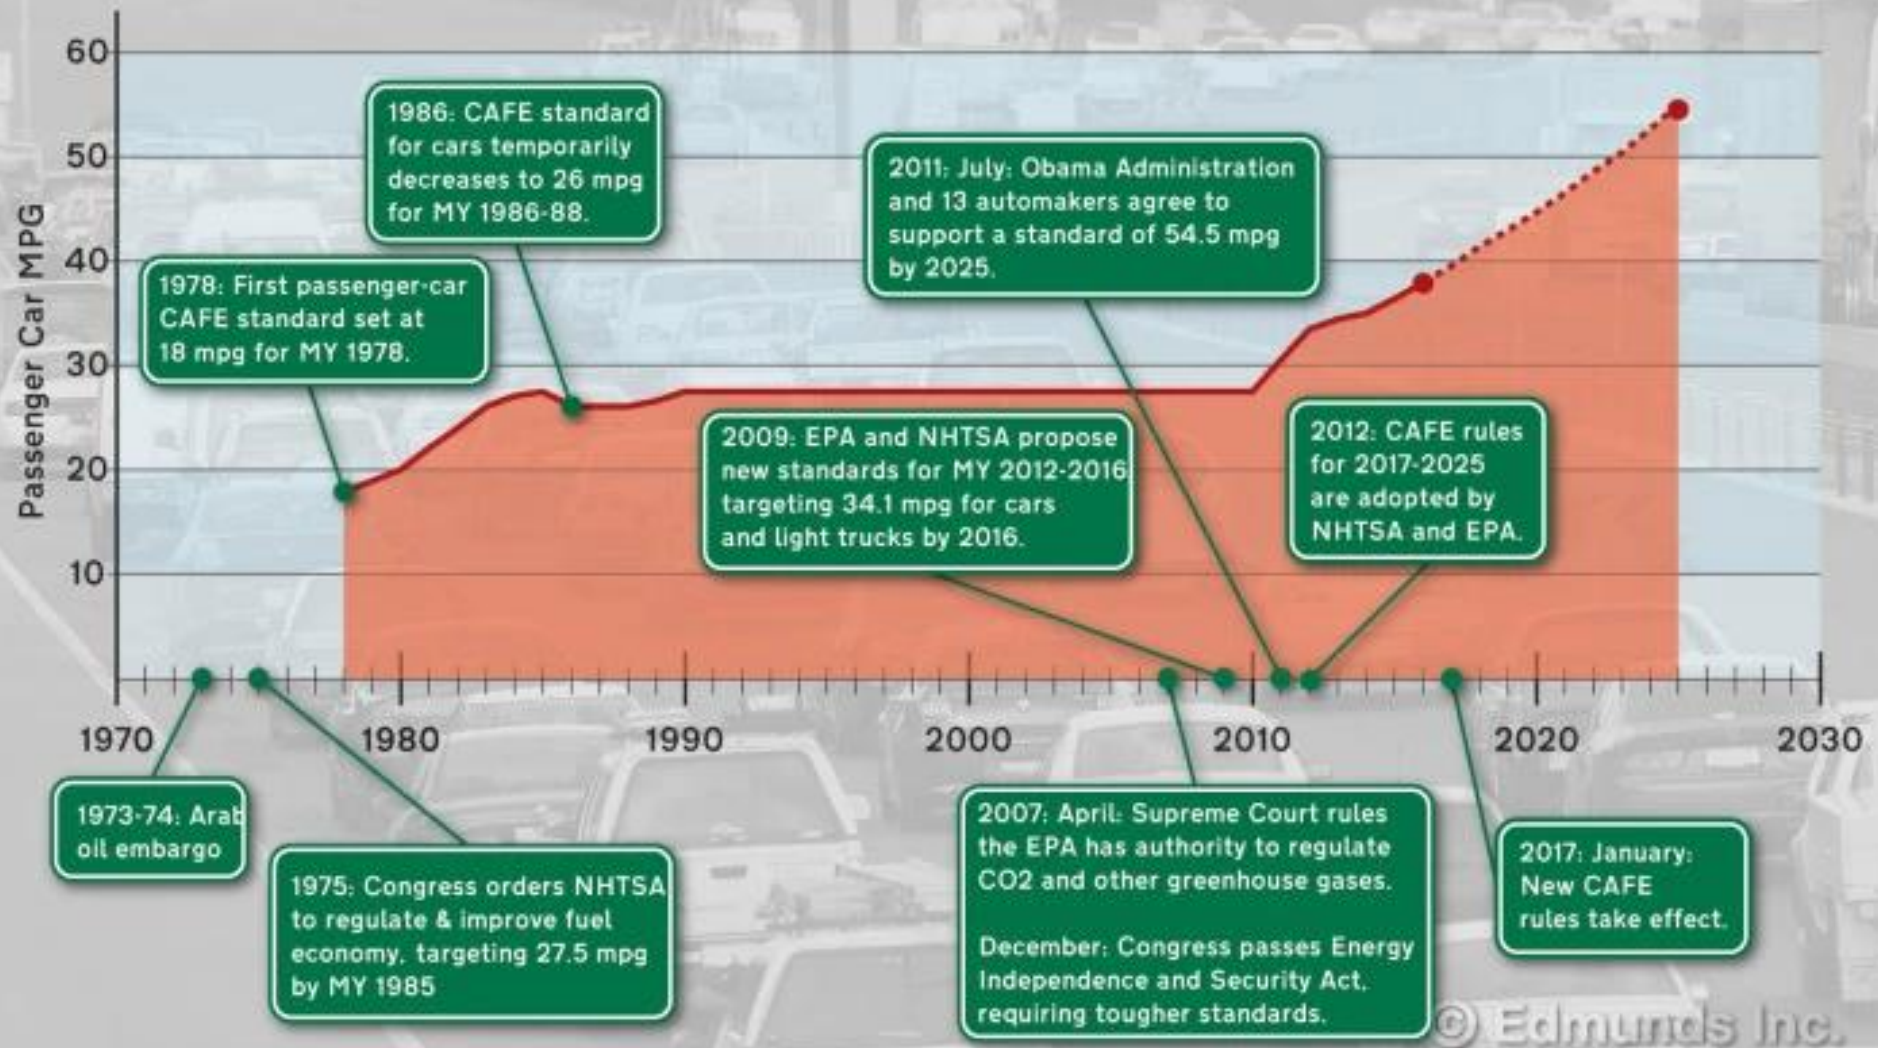 Passenger Car MPG
60
50
40
30
20
10
1986: CAFE standard
for cars temporarily
decreases to 26 mpg
for MY 1986-88.
2011: July: Obama Administration
and 13 automakers agree to
support a standard of 54.5 mpg
by 2025.
1978: First passenger-car
CAFE standard set at
18 mpg for MY 1978.
2009: EPA and NHTSA propose
new standards for MY 2012-2016
targeting 34.1 mpg for cars
and light trucks by 2016.
2012: CAFE rules
for 2017-2025
are adopted by
NHTSA and EPA.
1970 1980 1990 2000 2010 2020 2030
1973-74: Arab
oil embargo
1975: Congress orders NHTSA
to regulate & improve fuel
economy, targeting 27.5 mpg
by MY 1985
2007: April: Supreme Court rules
the EPA has authority to regulate
CO2 and other greenhouse gases.
December: Congress passes Energy
Independence and Security Act,
requiring tougher standards.
2017: January:
New CAFE
rules take effect.
© Edmunds Inc.